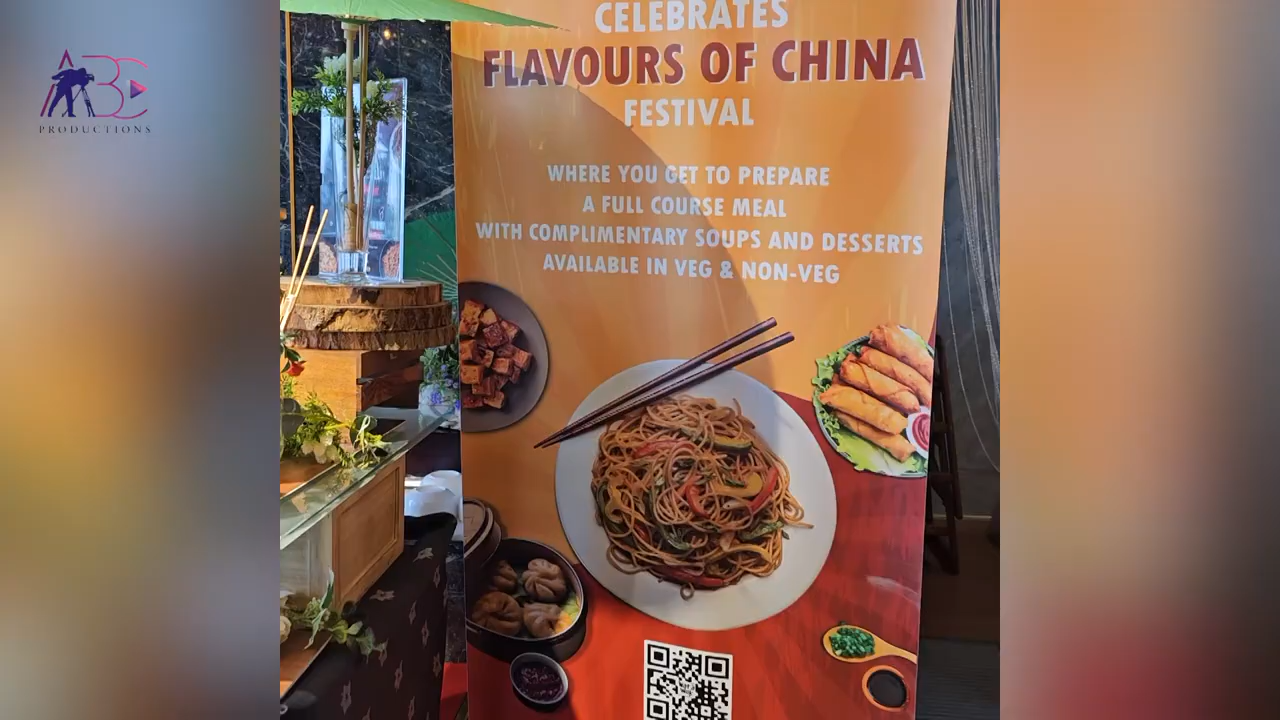 ABC
PRODUCTIONS
CELEBRATES
FLAVOURS OF CHINA
FESTIVAL
WHERE YOU GET TO PREPARE
A FULL COURSE MEAL
WITH COMPLIMENTARY SOUPS AND DESSERTS
AVAILABLE IN VEG & NON-VEG